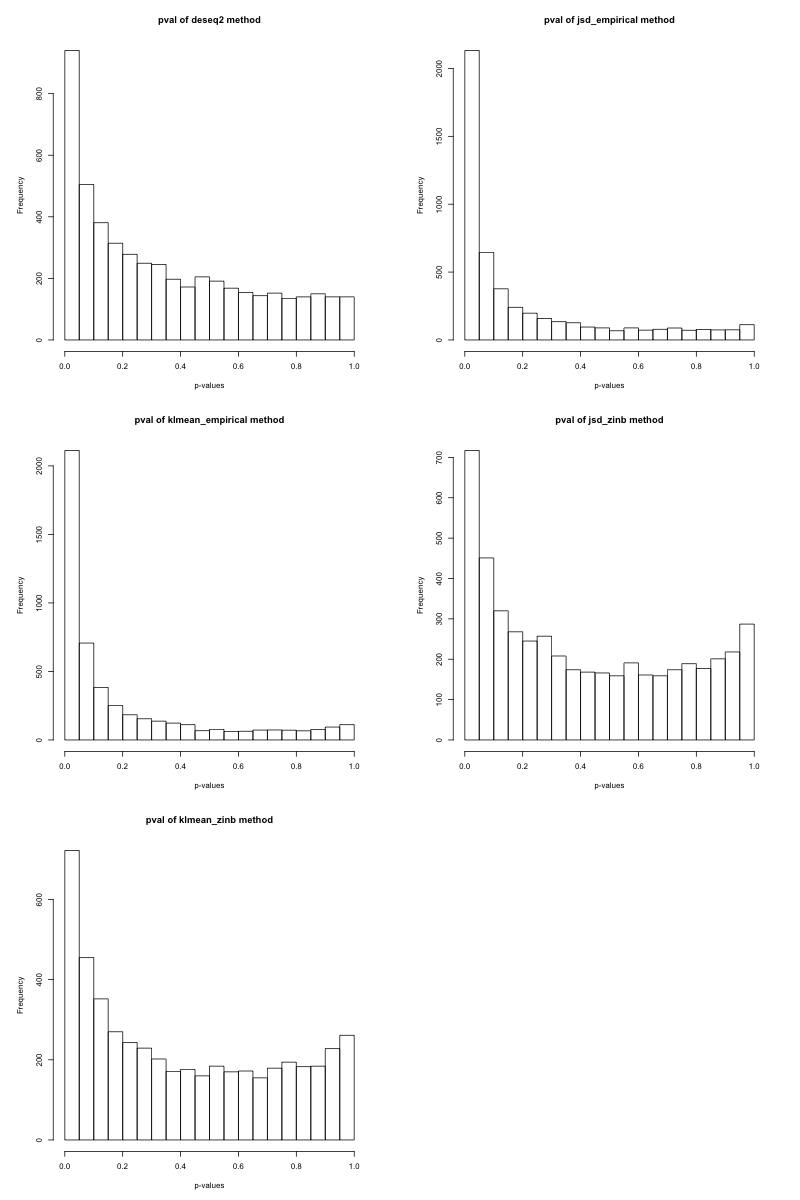 pval of deseq2 method
Frequency
0 200 400 600 800
0.0 0.2 0.4 0.6 0.8 1.0
p-values
pval of jsd_empirical method
Frequency
0 500 1000 1500 2000
0.0 0.2 0.4 0.6 0.8 1.0
p-values
pval of klmean_empirical method
Frequency
0 500 1000 1500 2000
0.0 0.2 0.4 0.6 0.8 1.0
p-values
pval of jsd_zinb method
Frequency
0 100 200 300 400 500 600 700
0.0 0.2 0.4 0.6 0.8 1.0
p-values
pval of klmean_zinb method
Frequency
0 200 400 600
0.0 0.2 0.4 0.6 0.8 1.0
p-values